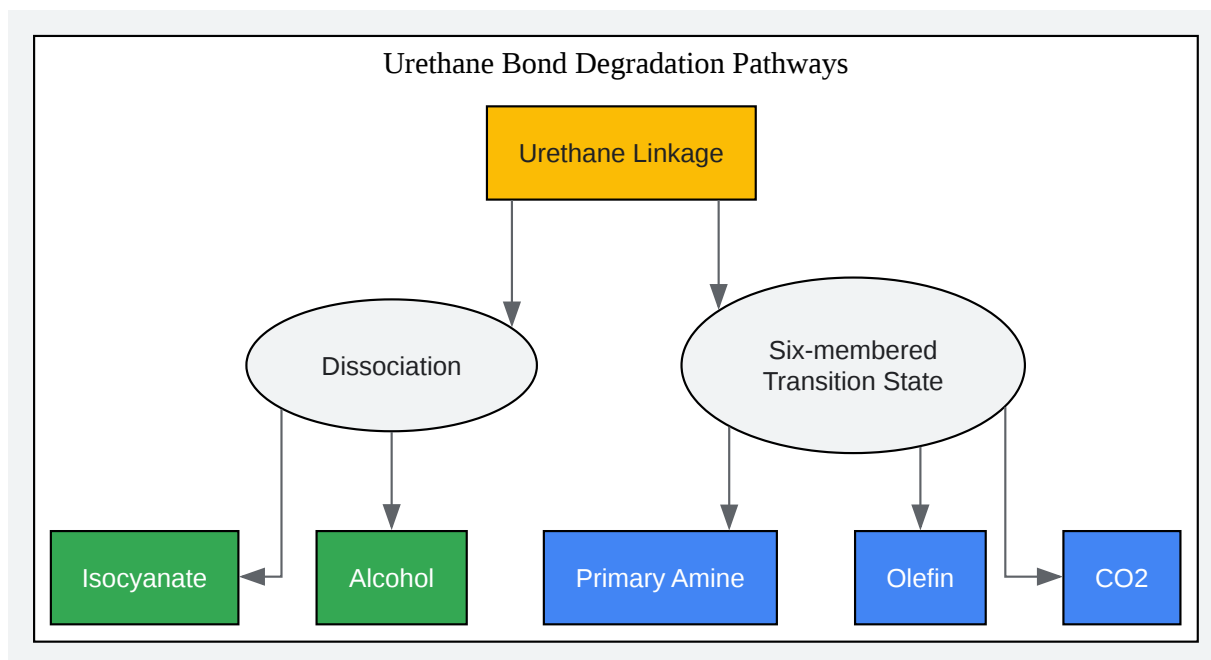 Urethane Bond Degradation Pathways
Urethane Linkage
Dissociation
Six-membered
Transition State
Isocyanate
Alcohol
Primary Amine
Olefin
CO2